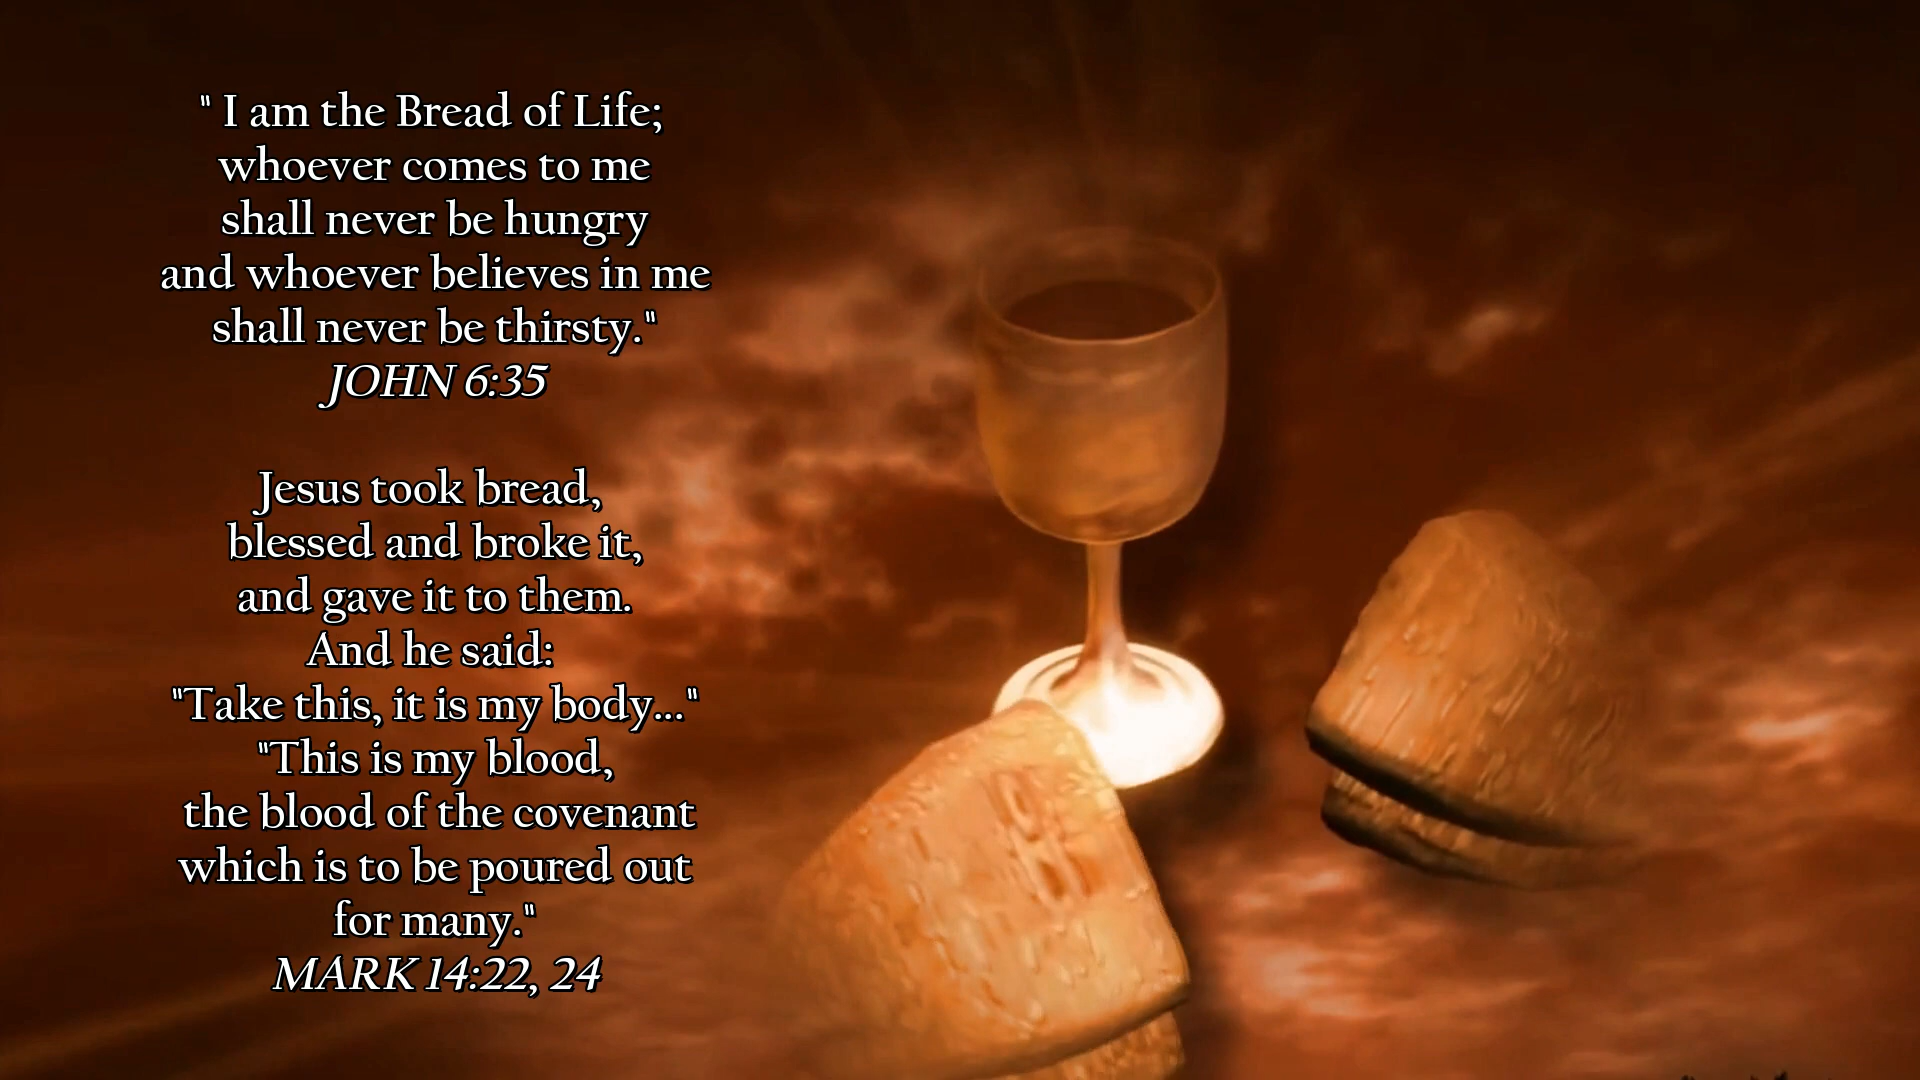 " I am the Bread of Life;
whoever comes to me
shall never be hungry
and whoever believes in me
shall never be thirsty."
JOHN 6:35
Jesus took bread,
blessed and broke it,
and gave it to them.
And he said:
"Take this, it is my body..."
"This is my blood,
the blood of the covenant
which is to be poured out
for many."
MARK 14:22, 24